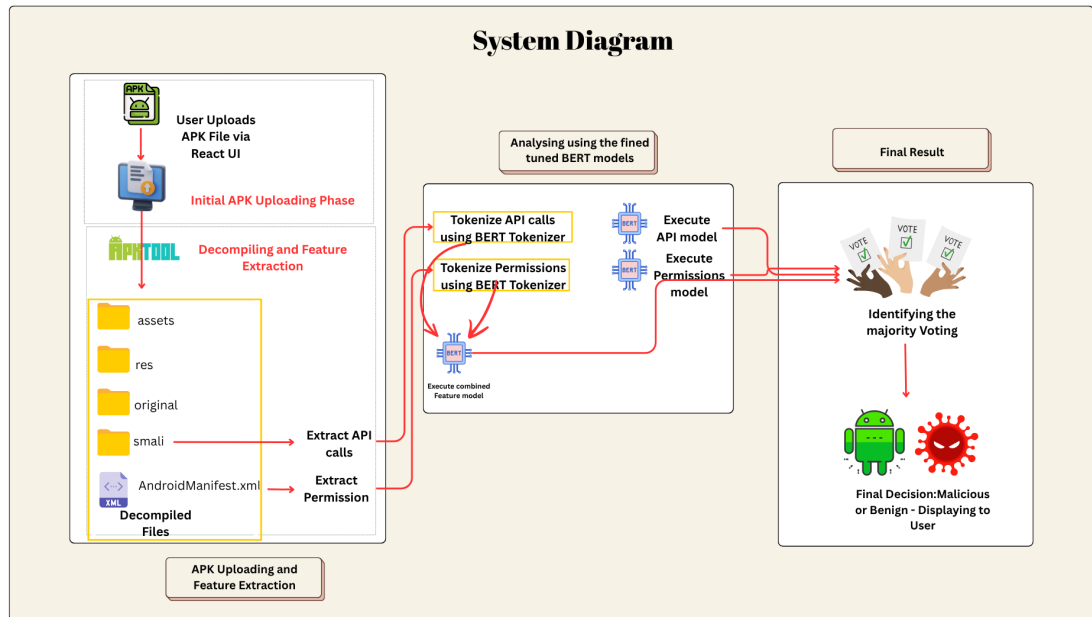 System Diagram
APK
User Uploads
APK File via
React UI
Initial APK Uploading Phase
APKTOOL
Decompiling and Feature
Extraction
assets
res
original
smali
Extract API
calls
XML
AndroidManifest.xml
Extract
Permission
Decompiled
Files
APK Uploading and
Feature Extraction
Analysing using the fined
tuned BERT models
Tokenize API calls
using BERT Tokenizer
Tokenize Permissions
using BERT Tokenizer
BERT
Execute combined
Feature model
BERT
Execute
API model
BERT
Execute
Permissions
model
Final Result
VOTE
VOTE
VOTE
Identifying the
majority Voting
Final Decision:Malicious
or Benign - Displaying to
User